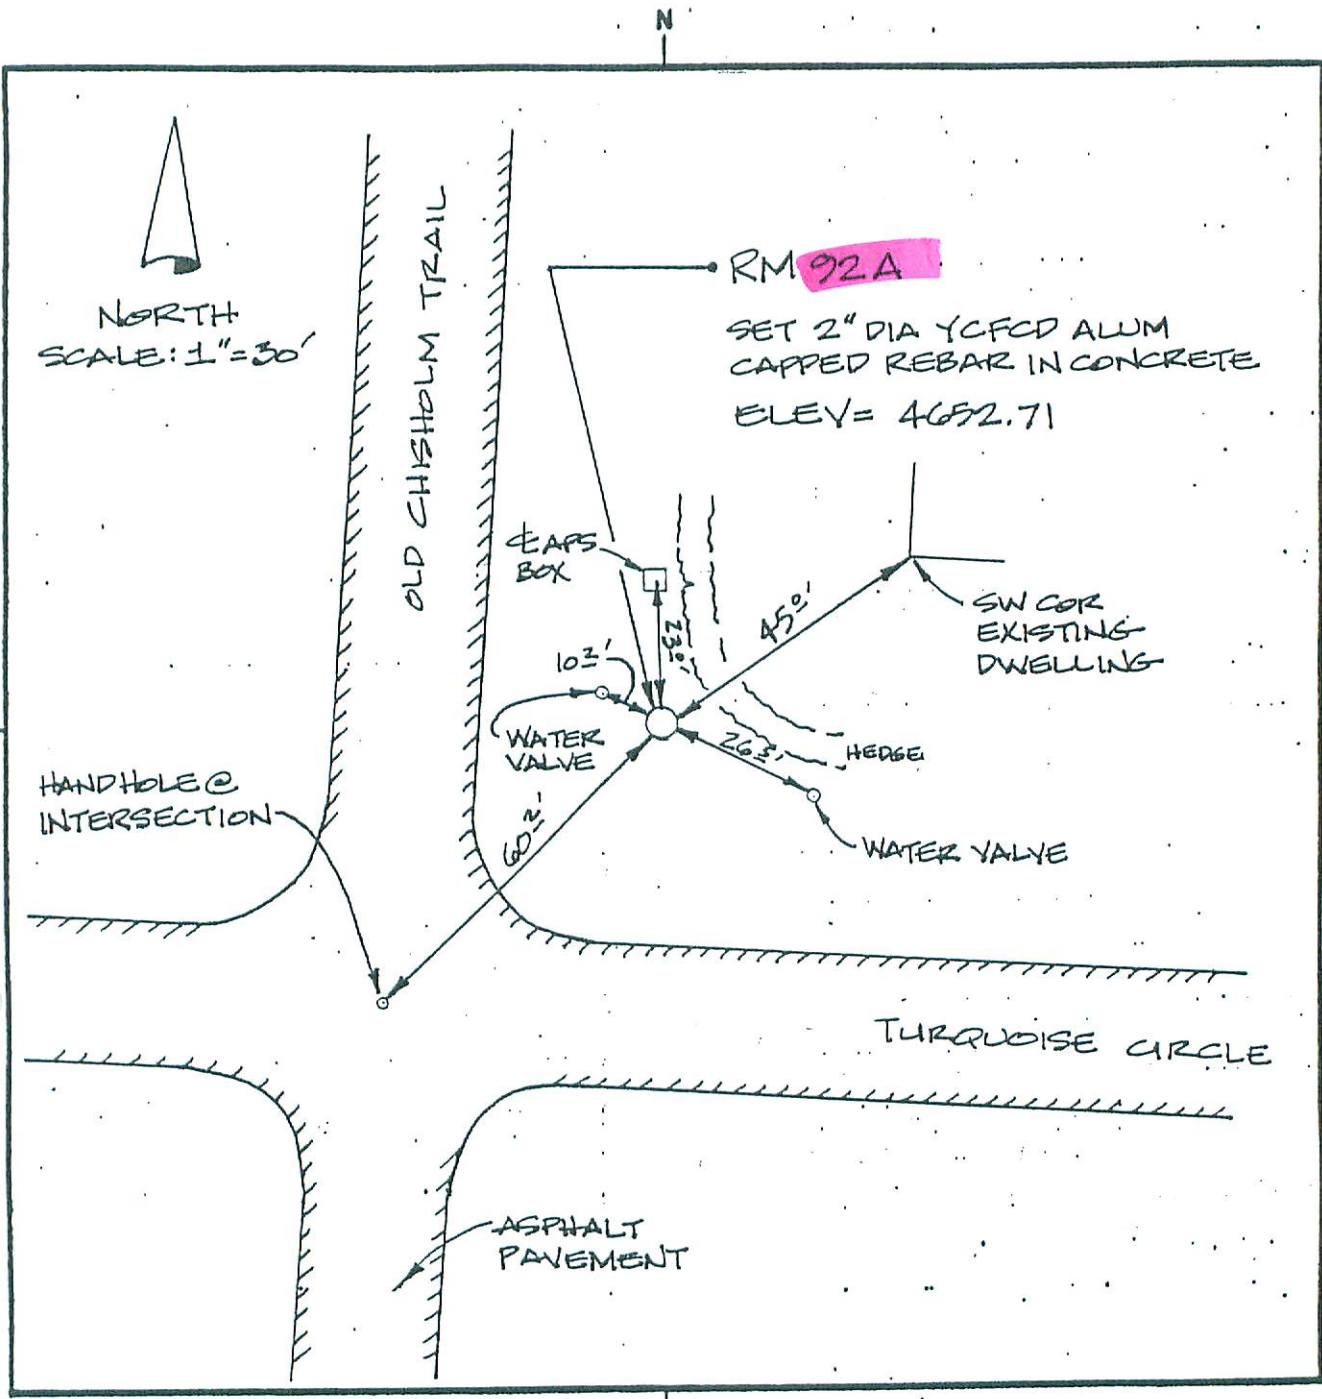 N
NORTH
SCALE: 1"=30'
OLD CHISHOLM TRAIL
RM 92A
SET 2" DIA YCFCD ALUM
CAPPED REBAR IN CONCRETE
ELEV= 4652.71
℄ APS
BOX
23.0'
45.0'
SW COR
EXISTING
DWELLING
10.2'
WATER
VALVE
26.3'
HEDGE
HANDHOLE @
INTERSECTION
60.2'
WATER VALVE
TURQUOISE CIRCLE
ASPHALT
PAVEMENT